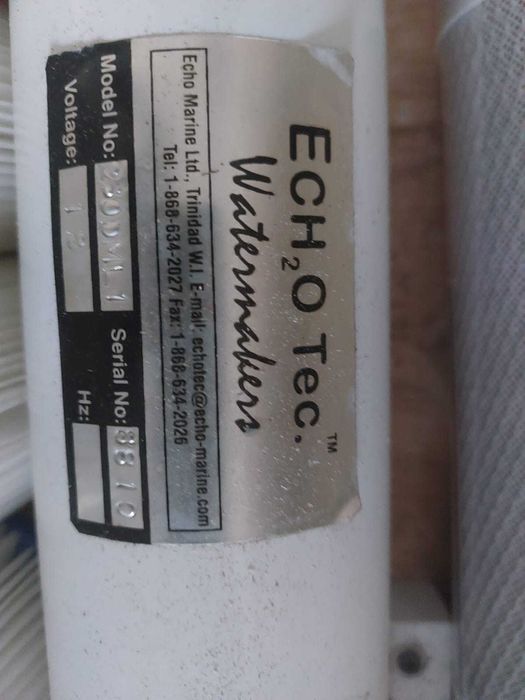 ECH₂O Tec.™
Watermakers
Echo Marine Ltd., Trinidad W.I. E-mail: echotec@echo-marine.com
Tel: 1-868-634-2027 Fax: 1-868-634-2026
Model No: Serial No: 8810
Voltage: 12 Hz: